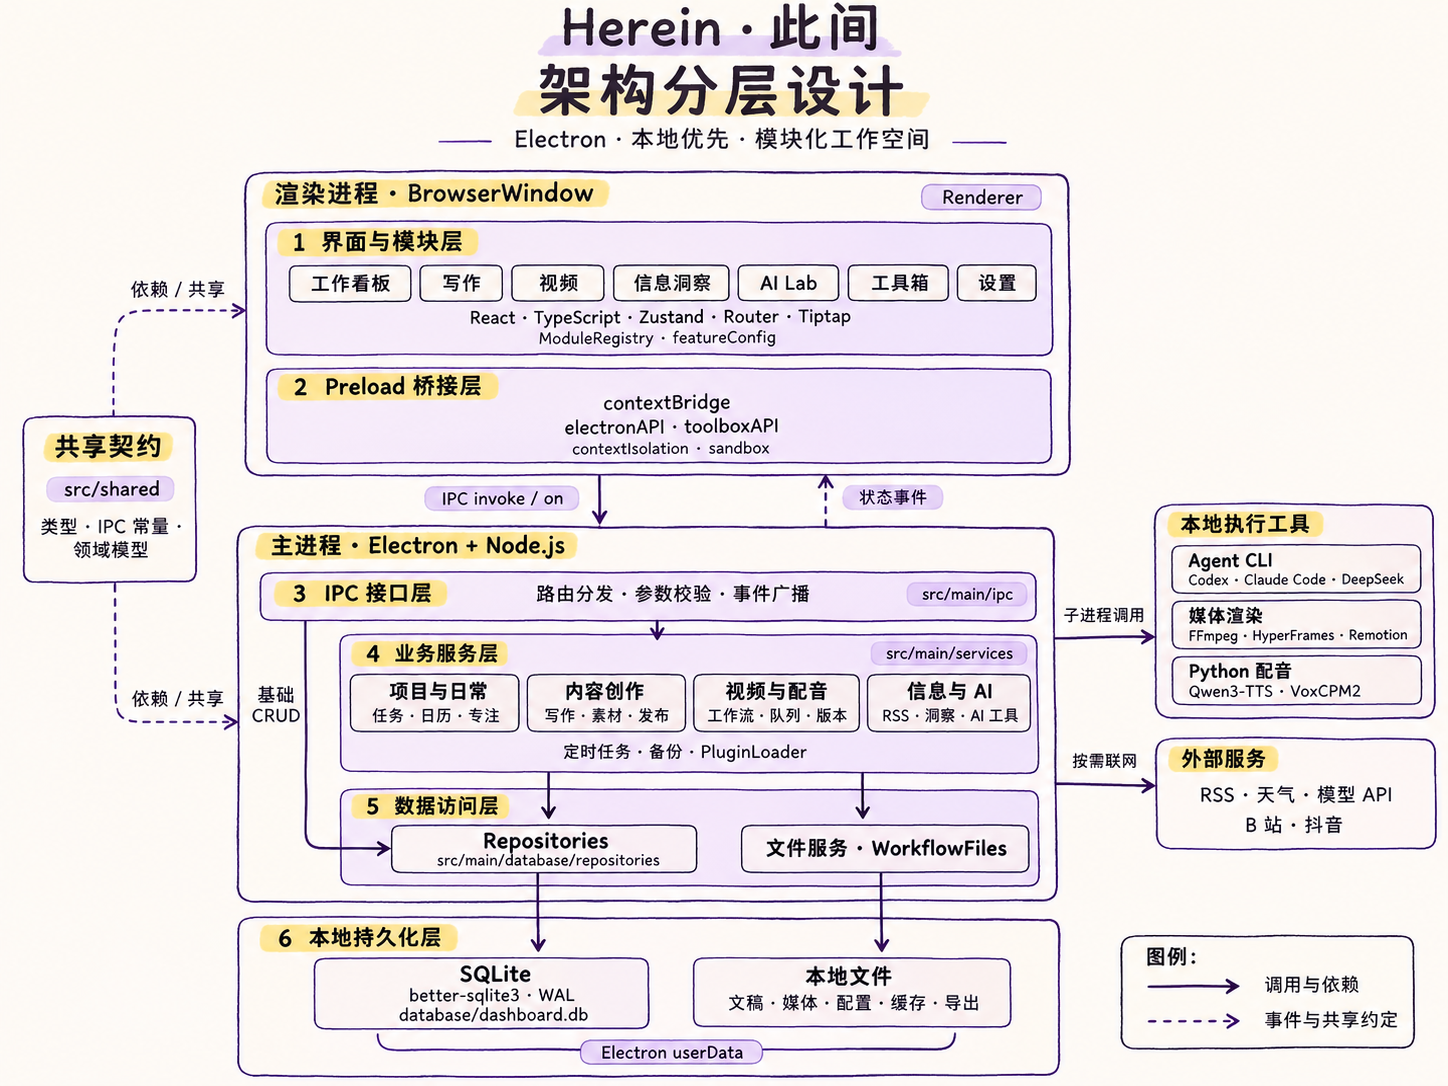 Herein · 此间
架构分层设计
Electron · 本地优先 · 模块化工作空间
渲染进程 · BrowserWindow
Renderer
1 界面与模块层
工作看板
写作
视频
信息洞察
AI Lab
工具箱
设置
React · TypeScript · Zustand · Router · Tiptap
ModuleRegistry · featureConfig
2 Preload 桥接层
contextBridge
electronAPI · toolboxAPI
contextIsolation · sandbox
依赖 / 共享
共享契约
src/shared
类型 · IPC 常量 ·
领域模型
依赖 / 共享
IPC invoke / on
状态事件
主进程 · Electron + Node.js
3 IPC 接口层
路由分发 · 参数校验 · 事件广播
src/main/ipc
基础
CRUD
4 业务服务层
src/main/services
项目与日常
任务 · 日历 · 专注
内容创作
写作 · 素材 · 发布
视频与配音
工作流 · 队列 · 版本
信息与 AI
RSS · 洞察 · AI 工具
定时任务 · 备份 · PluginLoader
5 数据访问层
Repositories
src/main/database/repositories
文件服务 · WorkflowFiles
子进程调用
本地执行工具
Agent CLI
Codex · Claude Code · DeepSeek
媒体渲染
FFmpeg · HyperFrames · Remotion
Python 配音
Qwen3-TTS · VoxCPM2
按需联网
外部服务
RSS · 天气 · 模型 API
B 站 · 抖音
6 本地持久化层
SQLite
better-sqlite3 · WAL
database/dashboard.db
本地文件
文稿 · 媒体 · 配置 · 缓存 · 导出
Electron userData
图例：
调用与依赖
事件与共享约定